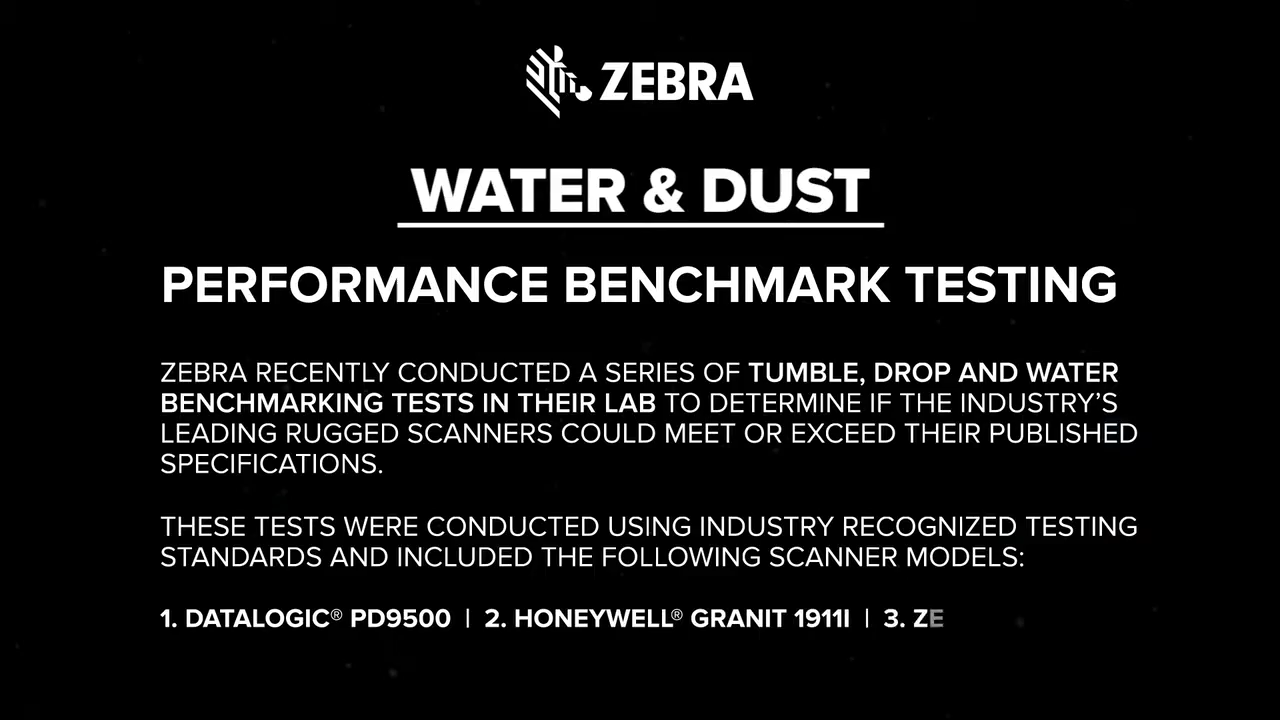 ZEBRA
WATER & DUST
PERFORMANCE BENCHMARK TESTING
ZEBRA RECENTLY CONDUCTED A SERIES OF TUMBLE, DROP AND WATER
BENCHMARKING TESTS IN THEIR LAB TO DETERMINE IF THE INDUSTRY’S
LEADING RUGGED SCANNERS COULD MEET OR EXCEED THEIR PUBLISHED
SPECIFICATIONS.
THESE TESTS WERE CONDUCTED USING INDUSTRY RECOGNIZED TESTING
STANDARDS AND INCLUDED THE FOLLOWING SCANNER MODELS:
1. DATALOGIC® PD9500 | 2. HONEYWELL® GRANIT 1911I | 3. ZE